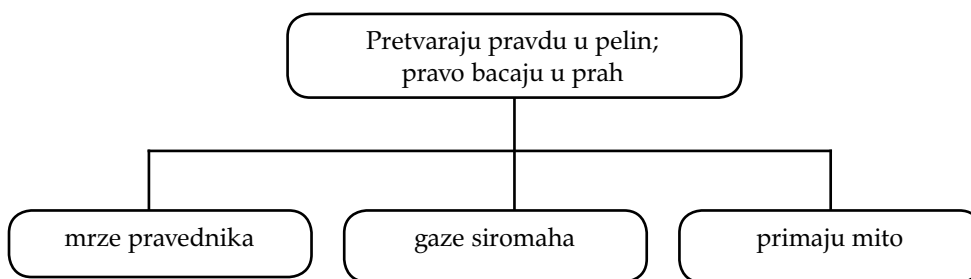 Pretvaraju pravdu u pelin;
pravo bacaju u prah
mrze pravednika
gaze siromaha
primaju mito